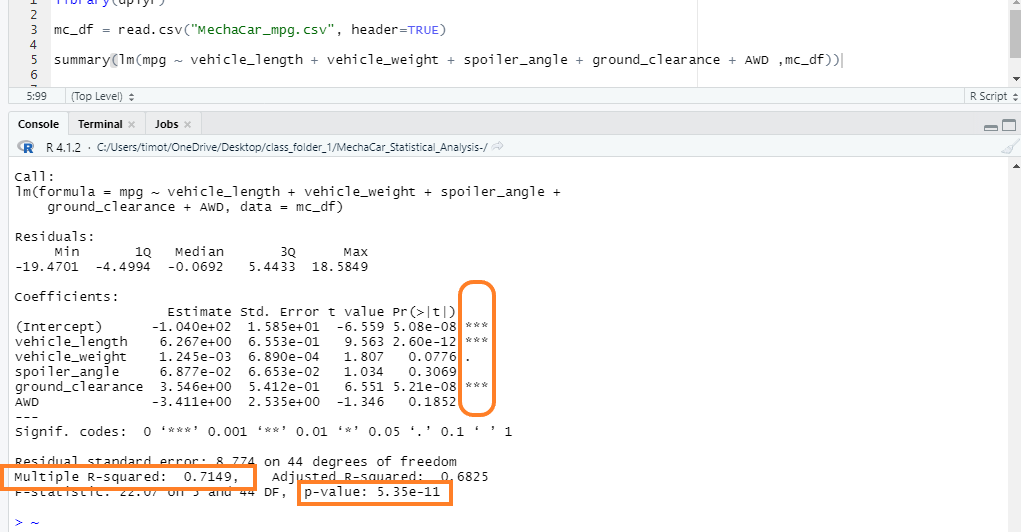 1 library(dplyr)
2
3 mc_df = read.csv("MechaCar_mpg.csv", header=TRUE)
4
5 summary(lm(mpg ~ vehicle_length + vehicle_weight + spoiler_angle + ground_clearance + AWD ,mc_df))
6
5:99 (Top Level) R Script
Console Terminal Jobs
R R 4.1.2 · C:/Users/timot/OneDrive/Desktop/class_folder_1/MechaCar_Statistical_Analysis-/
Call:
lm(formula = mpg ~ vehicle_length + vehicle_weight + spoiler_angle +
ground_clearance + AWD, data = mc_df)
Residuals:
Min 1Q Median 3Q Max
-19.4701 -4.4994 -0.0692 5.4433 18.5849
Coefficients:
Estimate Std. Error t value Pr(>|t|)
(Intercept) -1.040e+02 1.585e+01 -6.559 5.08e-08 ***
vehicle_length 6.267e+00 6.553e-01 9.563 2.60e-12 ***
vehicle_weight 1.245e-03 6.890e-04 1.807 0.0776 .
spoiler_angle 6.877e-02 6.653e-02 1.034 0.3069
ground_clearance 3.546e+00 5.412e-01 6.551 5.21e-08 ***
AWD -3.411e+00 2.535e+00 -1.346 0.1852
---
Signif. codes: 0 ‘***’ 0.001 ‘**’ 0.01 ‘*’ 0.05 ‘.’ 0.1 ‘ ’ 1
Residual standard error: 8.774 on 44 degrees of freedom
Multiple R-squared: 0.7149, Adjusted R-squared: 0.6825
F-statistic: 22.07 on 5 and 44 DF, p-value: 5.35e-11
> ~